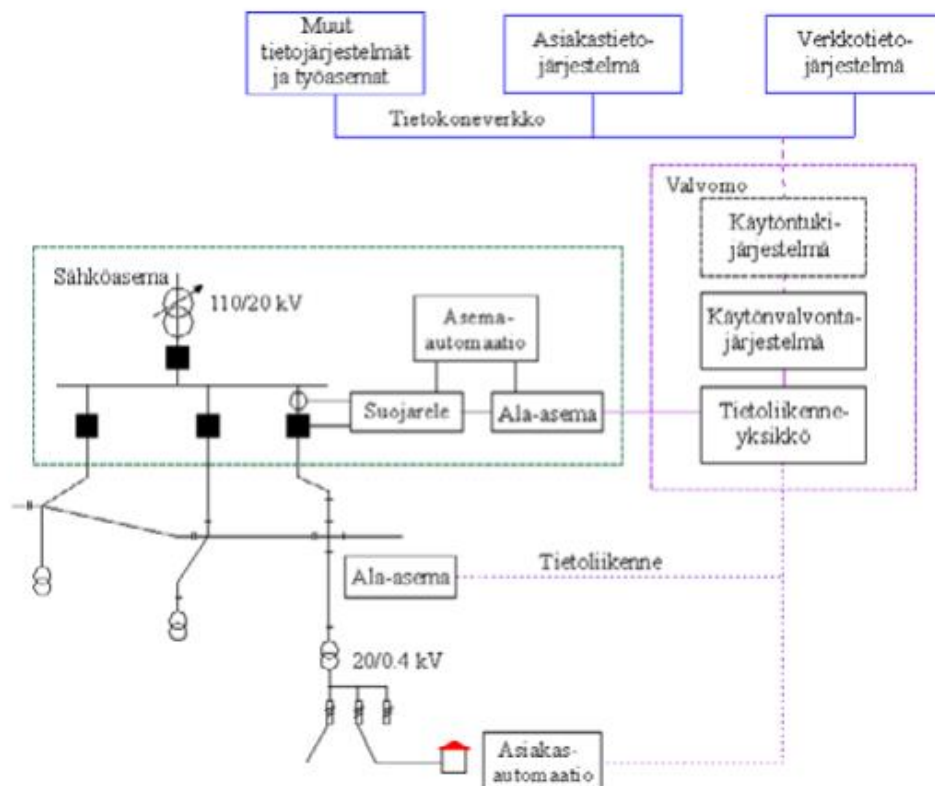 Muut
tietojärjestelmät
ja työasemat
Asiakastieto-
järjestelmä
Verkkotieto-
järjestelmä
Tietokoneverkko
Valvomo
Käytöntuki-
järjestelmä
Sähköasema
110/20 kV
Asema-
automaatio
Käytönvalvonta-
järjestelmä
Suojarele
Ala-asema
Tietoliikenne-
yksikkö
Tietoliikenne
Ala-asema
20/0.4 kV
Asiakas-
automaatio